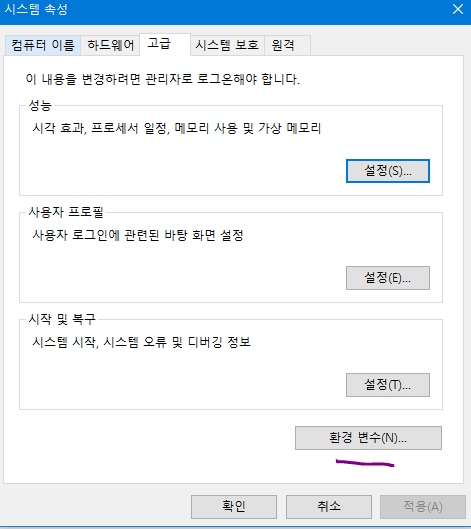 시스템 속성
컴퓨터 이름 하드웨어 고급 시스템 보호 원격
이 내용을 변경하려면 관리자로 로그온해야 합니다.
성능
시각 효과, 프로세서 일정, 메모리 사용 및 가상 메모리
설정(S)...
사용자 프로필
사용자 로그인에 관련된 바탕 화면 설정
설정(E)...
시작 및 복구
시스템 시작, 시스템 오류 및 디버깅 정보
설정(T)...
환경 변수(N)...
확인 취소 적용(A)